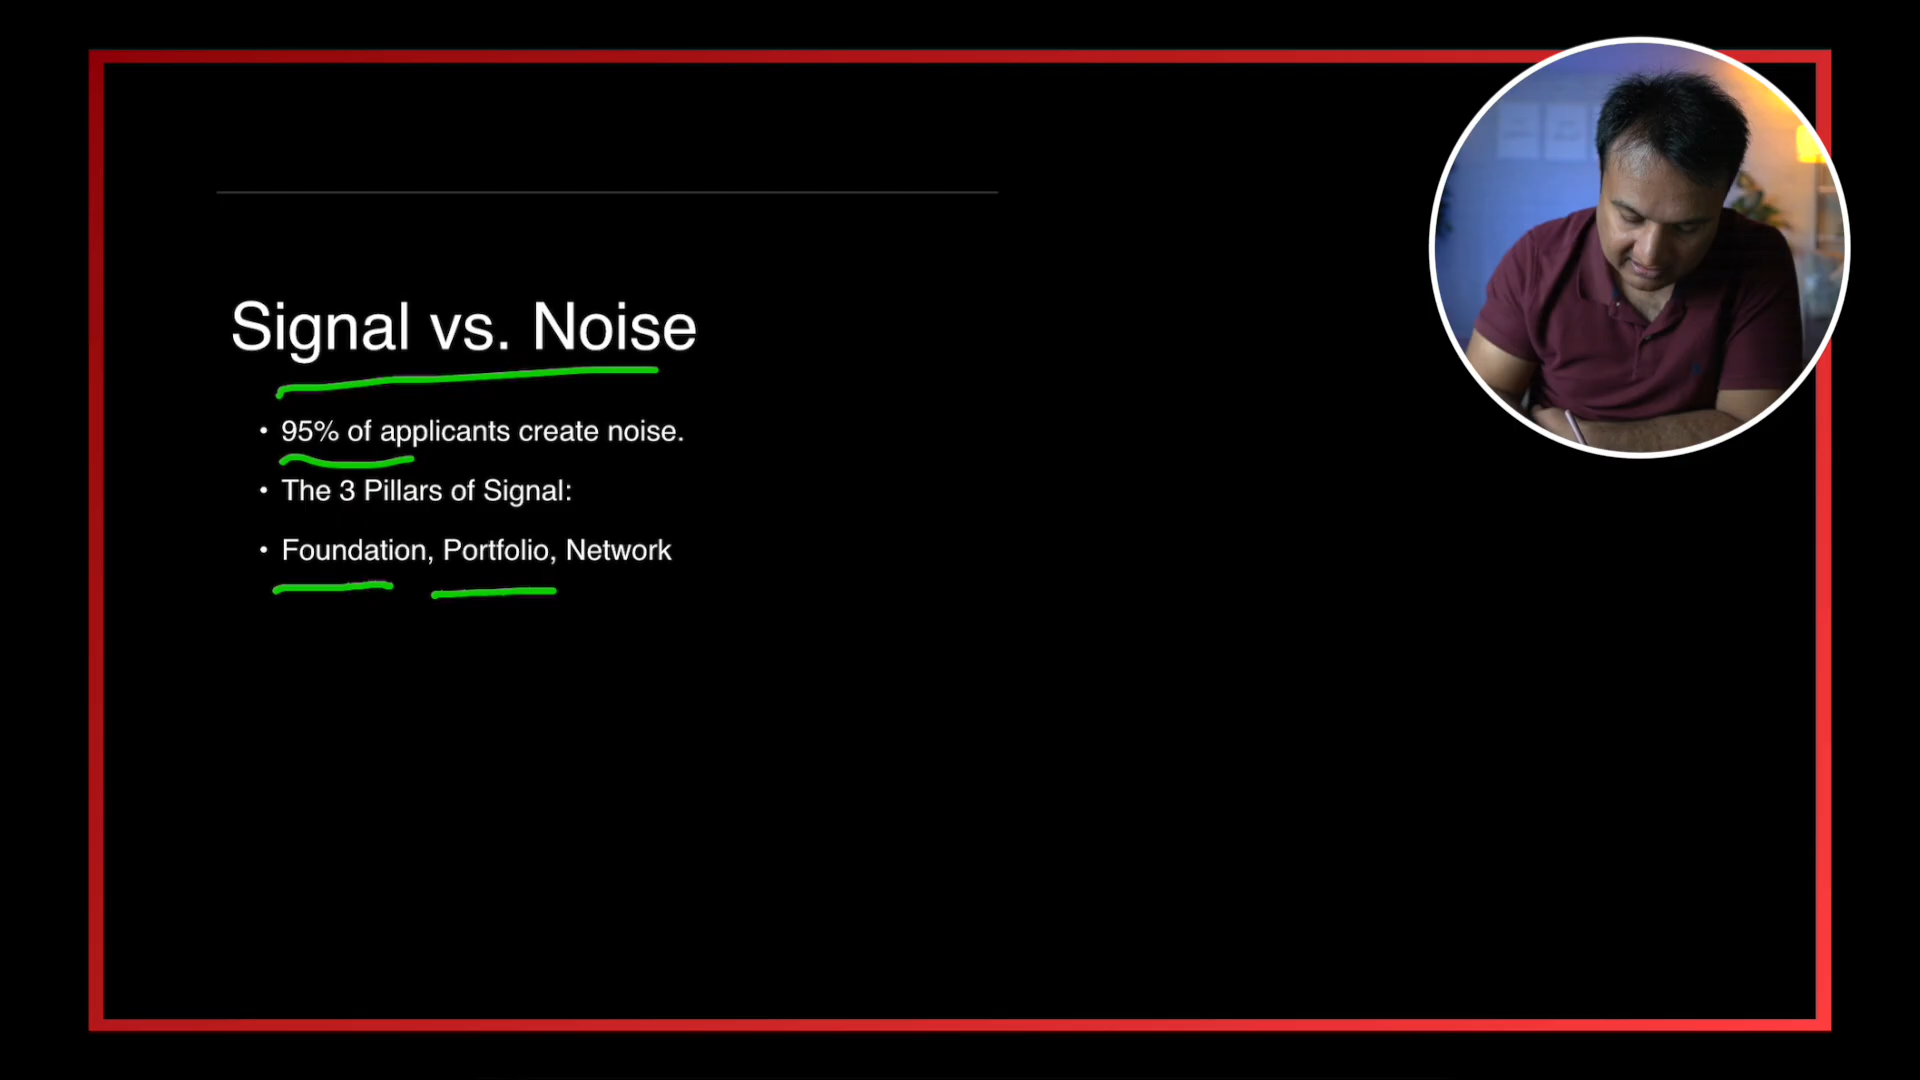 Signal vs. Noise
• 95% of applicants create noise.
• The 3 Pillars of Signal:
• Foundation, Portfolio, Network